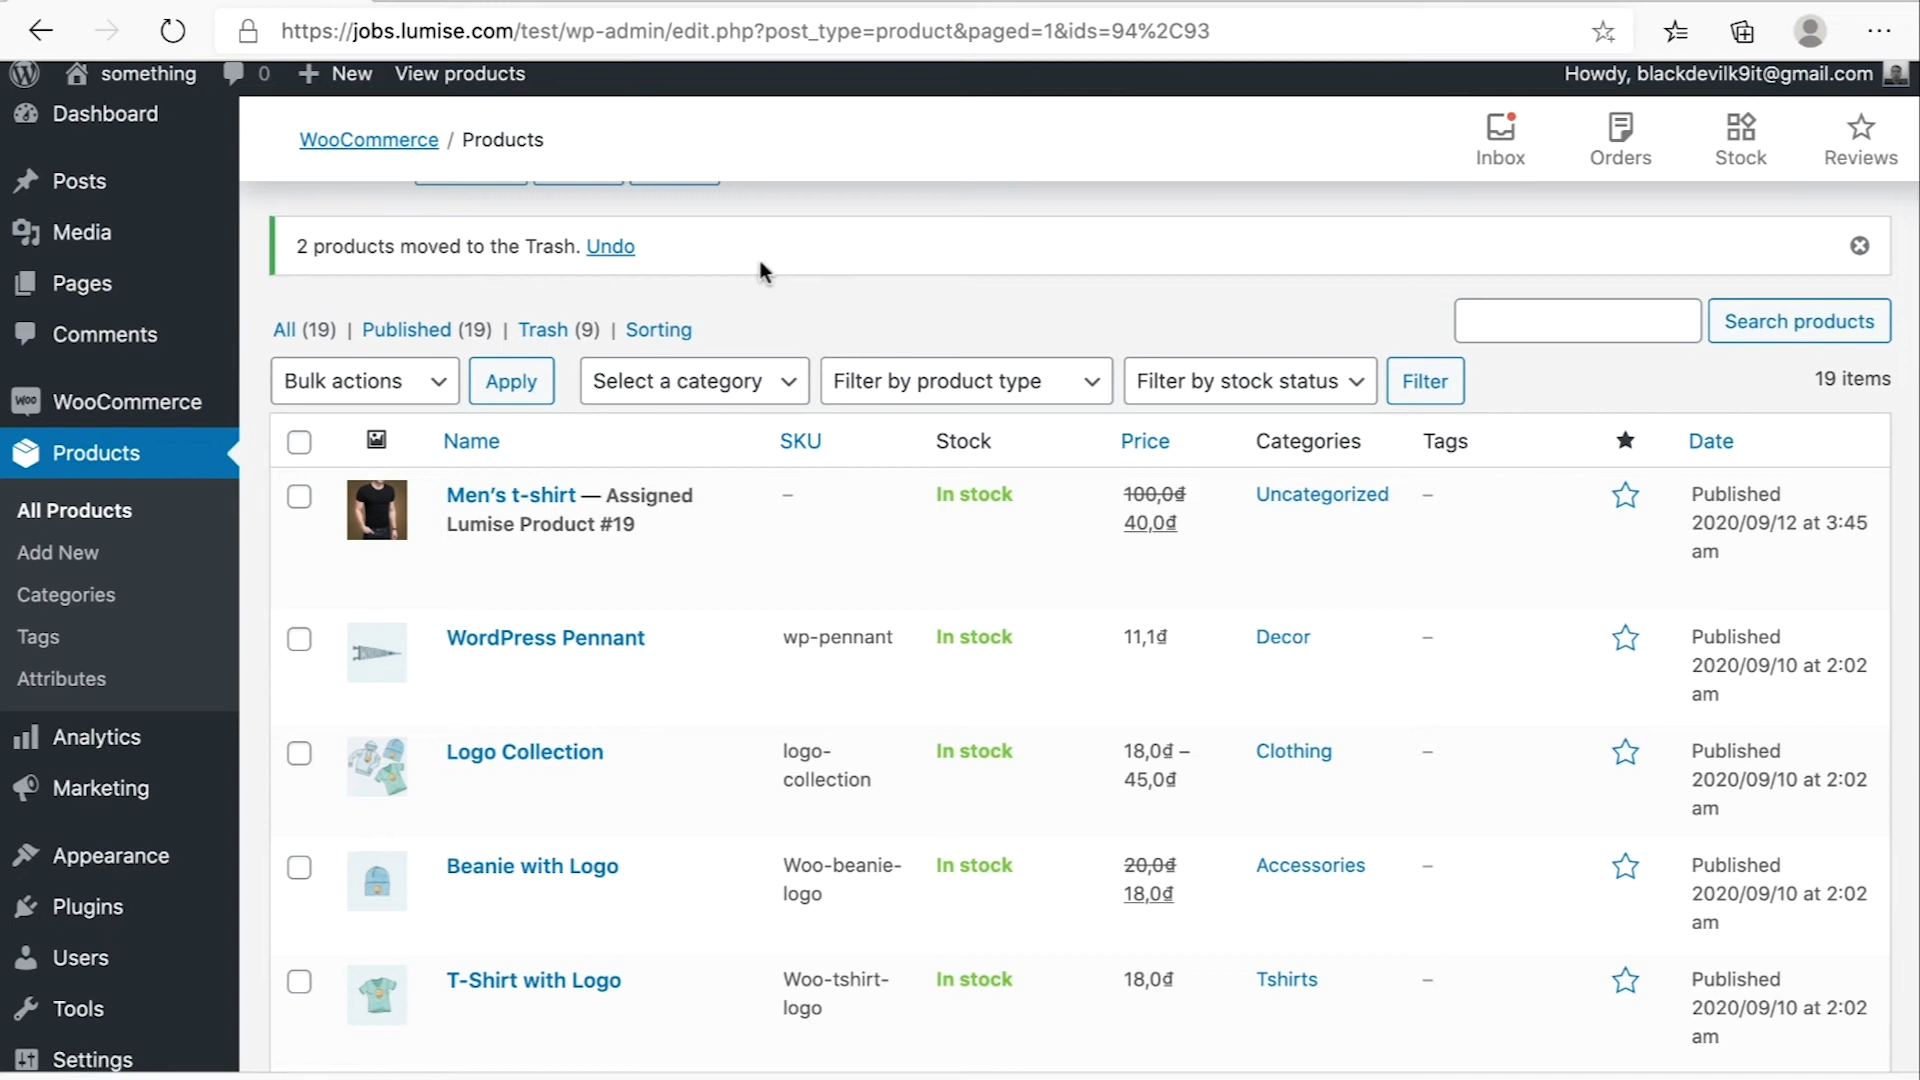 https://jobs.lumise.com/test/wp-admin/edit.php?post_type=product&paged=1&ids=94%2C93
something 0 New View products Howdy, blackdevilk9it@gmail.com
Dashboard
Posts
Media
Pages
Comments
WOO WooCommerce
Products
All Products
Add New
Categories
Tags
Attributes
Analytics
Marketing
Appearance
Plugins
Users
Tools
Settings
WooCommerce / Products
Inbox Orders Stock Reviews
2 products moved to the Trash. Undo
All (19) | Published (19) | Trash (9) | Sorting
Search products
Bulk actions Apply Select a category Filter by product type Filter by stock status Filter 19 items
Name SKU Stock Price Categories Tags Date
Men’s t-shirt — Assigned – In stock 100,0₫ Uncategorized – Published
Lumise Product #19 40,0₫ 2020/09/12 at 3:45
am
WordPress Pennant wp-pennant In stock 11,1₫ Decor – Published
2020/09/10 at 2:02
am
Logo Collection logo- In stock 18,0₫ – Clothing – Published
collection 45,0₫ 2020/09/10 at 2:02
am
Beanie with Logo Woo-beanie- In stock 20,0₫ Accessories – Published
logo 18,0₫ 2020/09/10 at 2:02
am
T-Shirt with Logo Woo-tshirt- In stock 18,0₫ Tshirts – Published
logo 2020/09/10 at 2:02
am